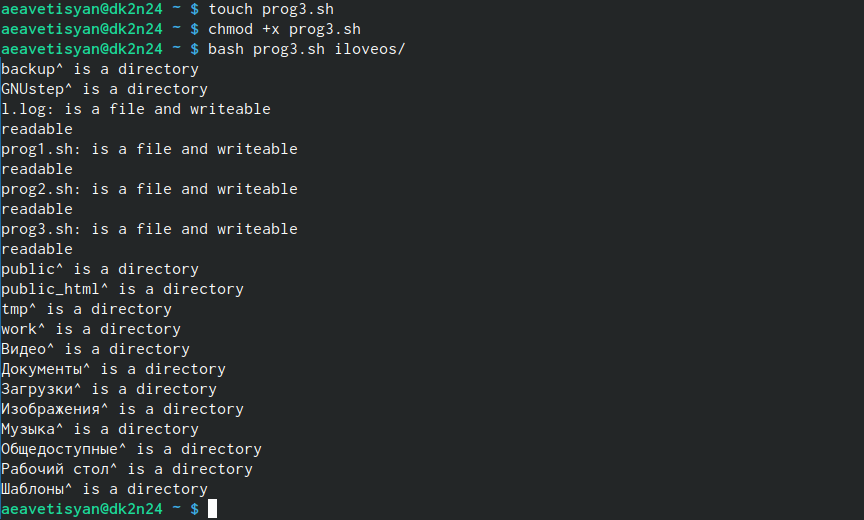 aeavetisyan@dk2n24 ~ $ touch prog3.sh
aeavetisyan@dk2n24 ~ $ chmod +x prog3.sh
aeavetisyan@dk2n24 ~ $ bash prog3.sh iloveos/
backup^ is a directory
GNUstep^ is a directory
l.log: is a file and writeable
readable
prog1.sh: is a file and writeable
readable
prog2.sh: is a file and writeable
readable
prog3.sh: is a file and writeable
readable
public^ is a directory
public_html^ is a directory
tmp^ is a directory
work^ is a directory
Видео^ is a directory
Документы^ is a directory
Загрузки^ is a directory
Изображения^ is a directory
Музыка^ is a directory
Общедоступные^ is a directory
Рабочий стол^ is a directory
Шаблоны^ is a directory
aeavetisyan@dk2n24 ~ $